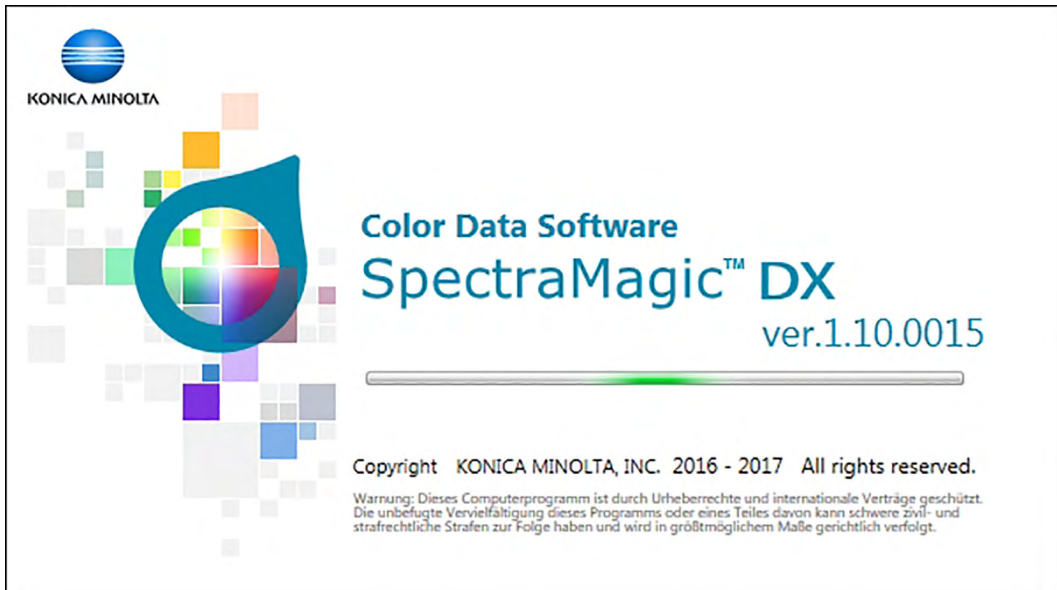 KONICA MINOLTA
Color Data Software
SpectraMagic™ DX
ver.1.10.0015
Copyright KONICA MINOLTA, INC. 2016 - 2017 All rights reserved.
Warnung: Dieses Computerprogramm ist durch Urheberrechte und internationale Verträge geschützt.
Die unbefugte Vervielfältigung dieses Programms oder eines Teiles davon kann schwere zivil- und
strafrechtliche Strafen zur Folge haben und wird in größtmöglichem Maße gerichtlich verfolgt.